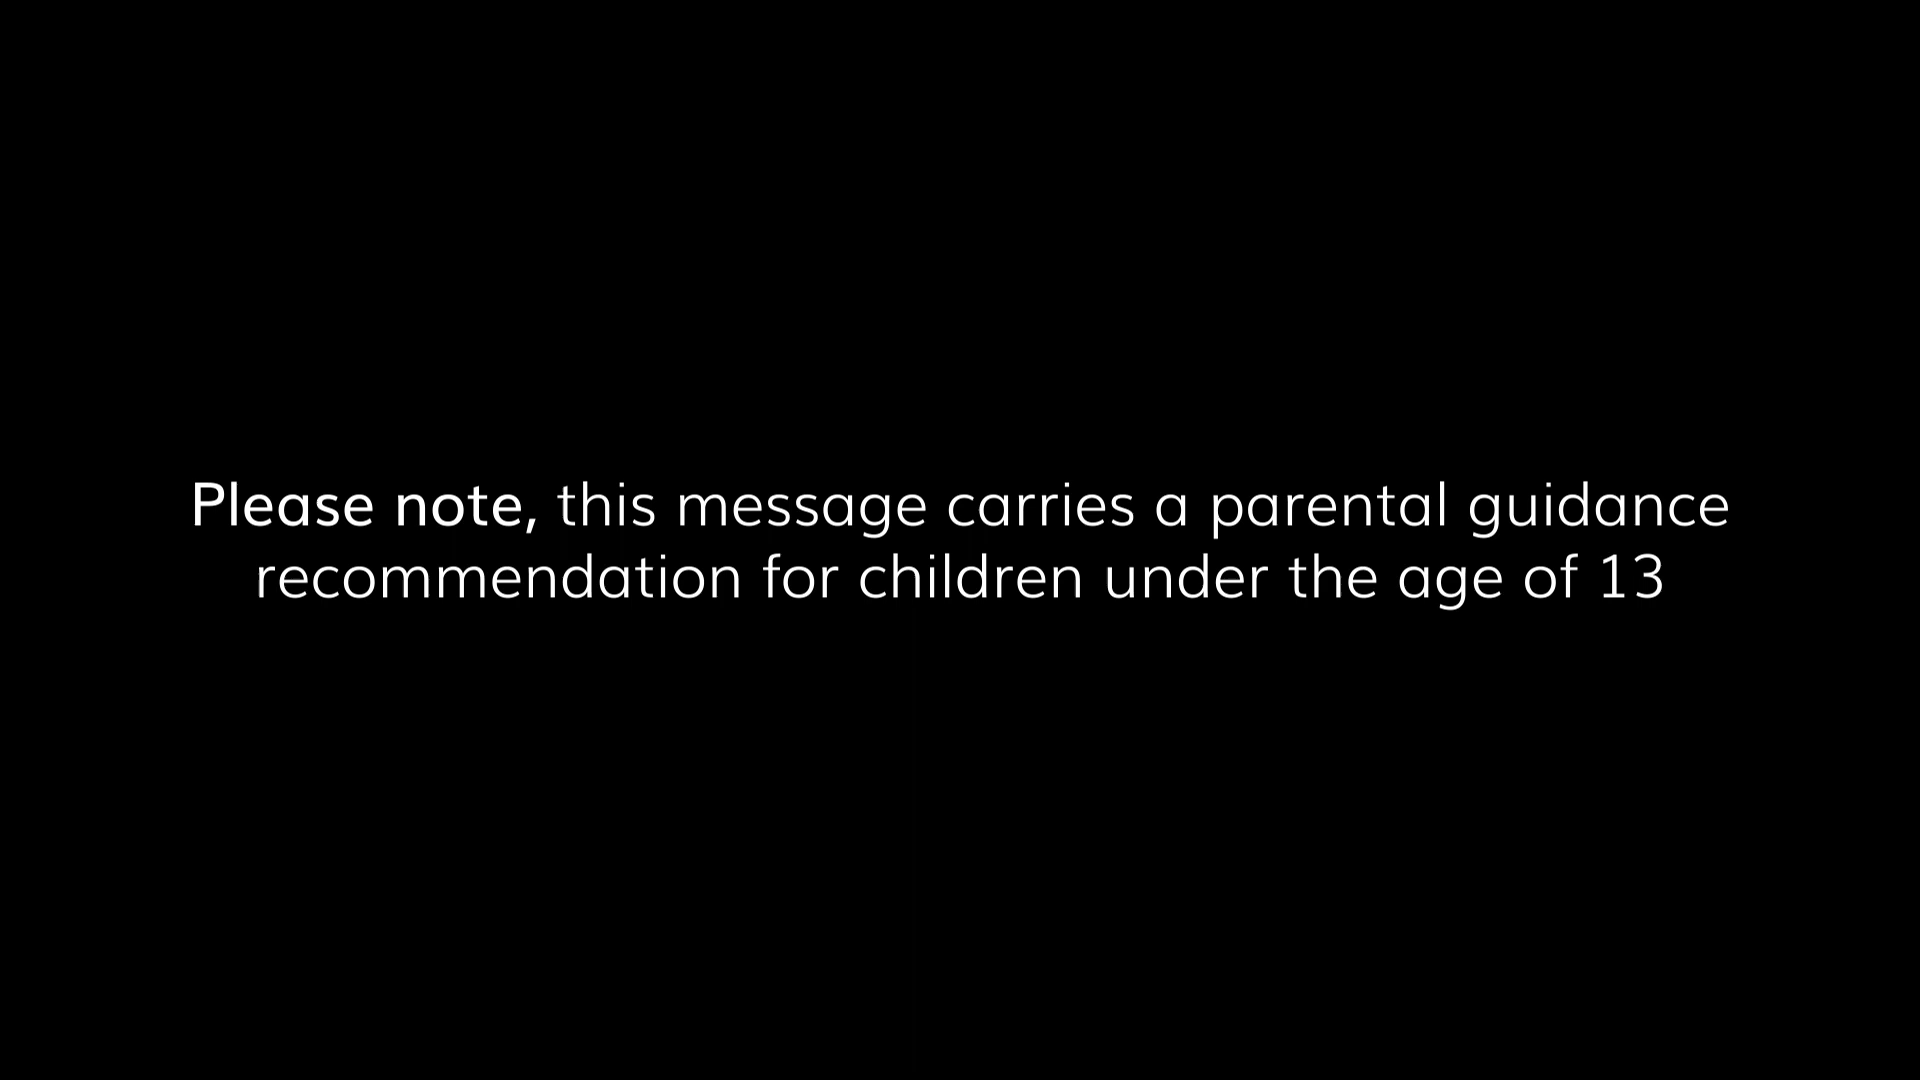 Please note, this message carries a parental guidance
recommendation for children under the age of 13